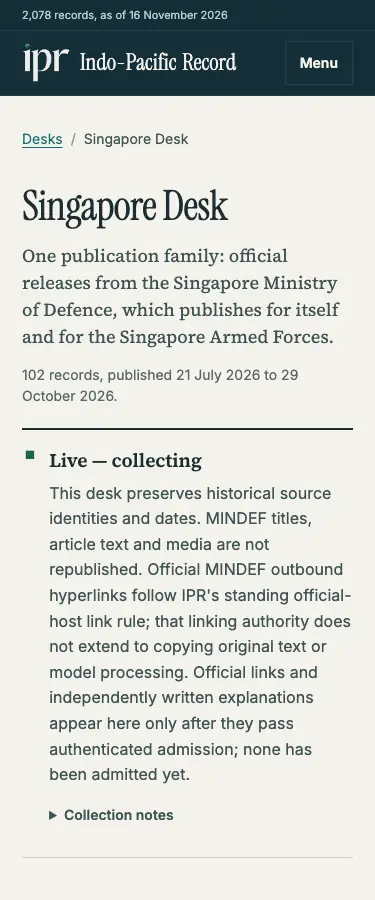 2,078 records, as of 16 November 2026
ipr Indo-Pacific Record
Menu
Desks / Singapore Desk
Singapore Desk
One publication family: official
releases from the Singapore Ministry
of Defence, which publishes for itself
and for the Singapore Armed Forces.
102 records, published 21 July 2026 to 29
October 2026.
Live — collecting
This desk preserves historical source
identities and dates. MINDEF titles,
article text and media are not
republished. Official MINDEF outbound
hyperlinks follow IPR's standing official-
host link rule; that linking authority does
not extend to copying original text or
model processing. Official links and
independently written explanations
appear here only after they pass
authenticated admission; none has
been admitted yet.
Collection notes